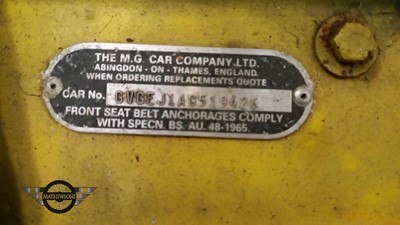 THE M.G. CAR COMPANY.LTD.
ABINGDON - ON - THAMES, ENGLAND.
WHEN ORDERING REPLACEMENTS QUOTE
CAR No.
FRONT SEAT BELT ANCHORAGES COMPLY
WITH SPECN. BS. AU. 48-1965.
MATHEWSONS